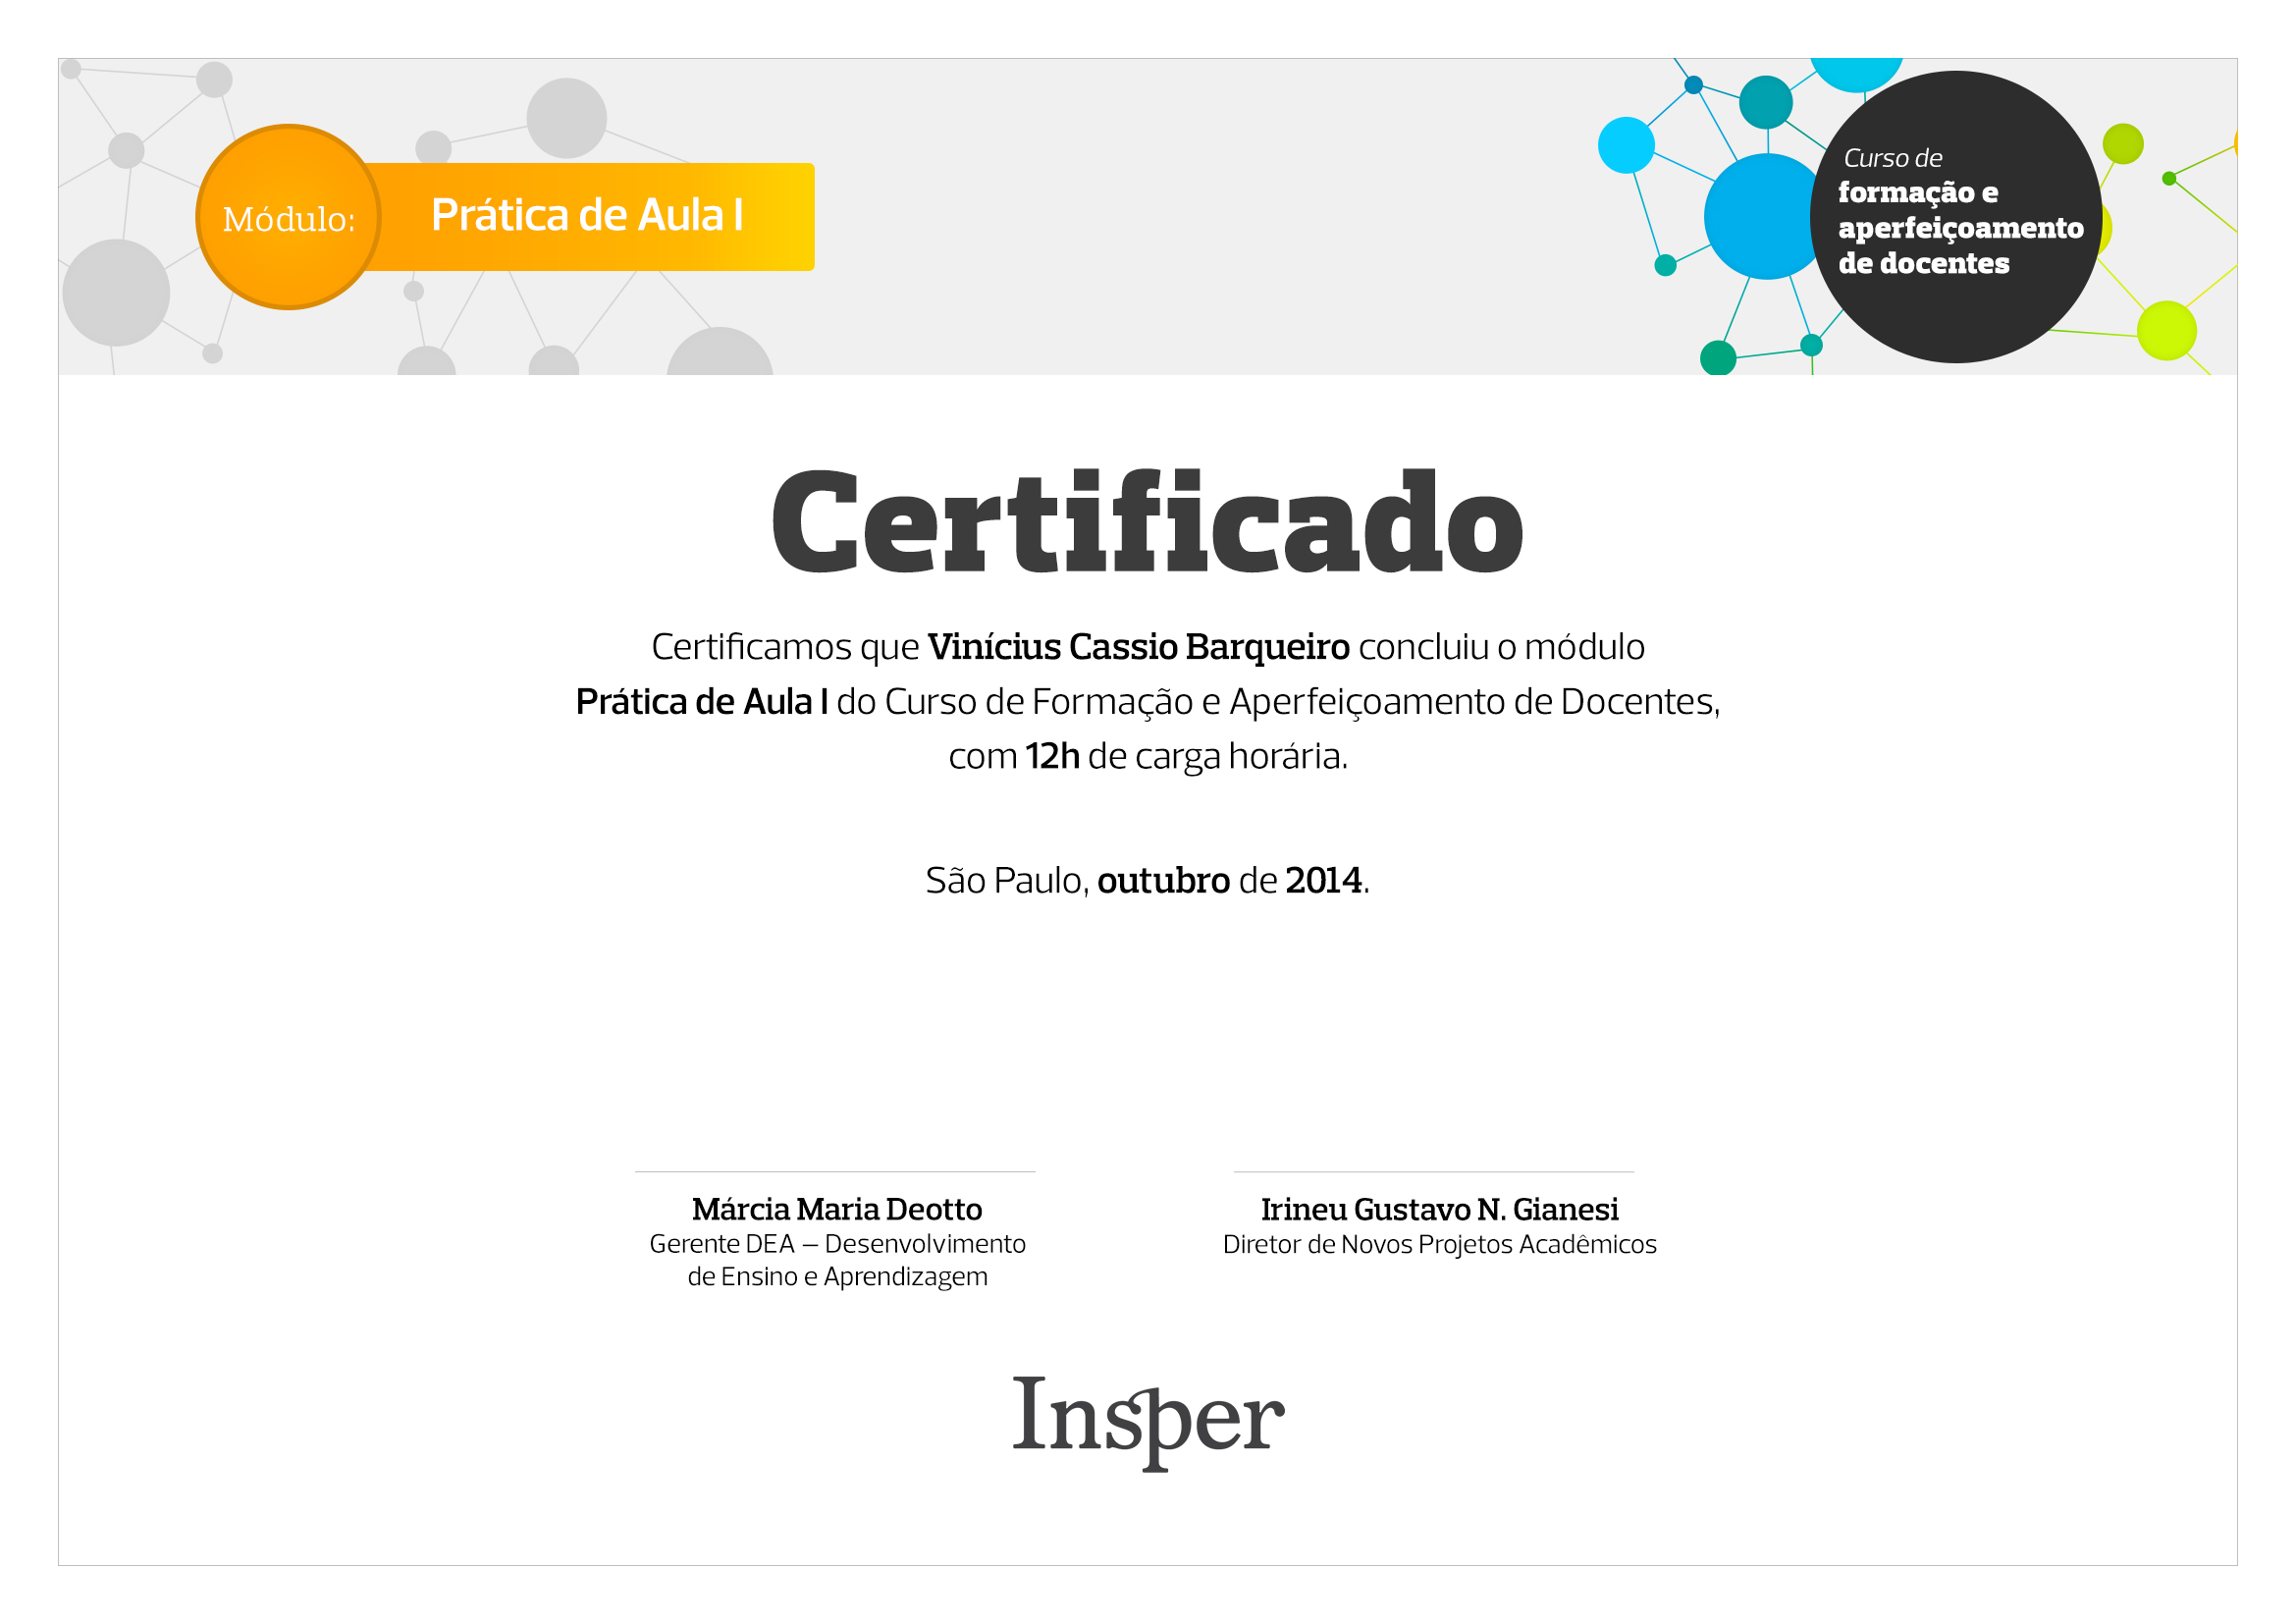 Módulo:
Prática de Aula I
Curso de
formação e
aperfeiçoamento
de docentes
Certificado
Certificamos que Vinícius Cassio Barqueiro concluiu o módulo
Prática de Aula I do Curso de Formação e Aperfeiçoamento de Docentes,
com 12h de carga horária.
São Paulo, outubro de 2014.
Márcia Maria Deotto
Gerente DEA – Desenvolvimento
de Ensino e Aprendizagem
Irineu Gustavo N. Gianesi
Diretor de Novos Projetos Acadêmicos
Insper